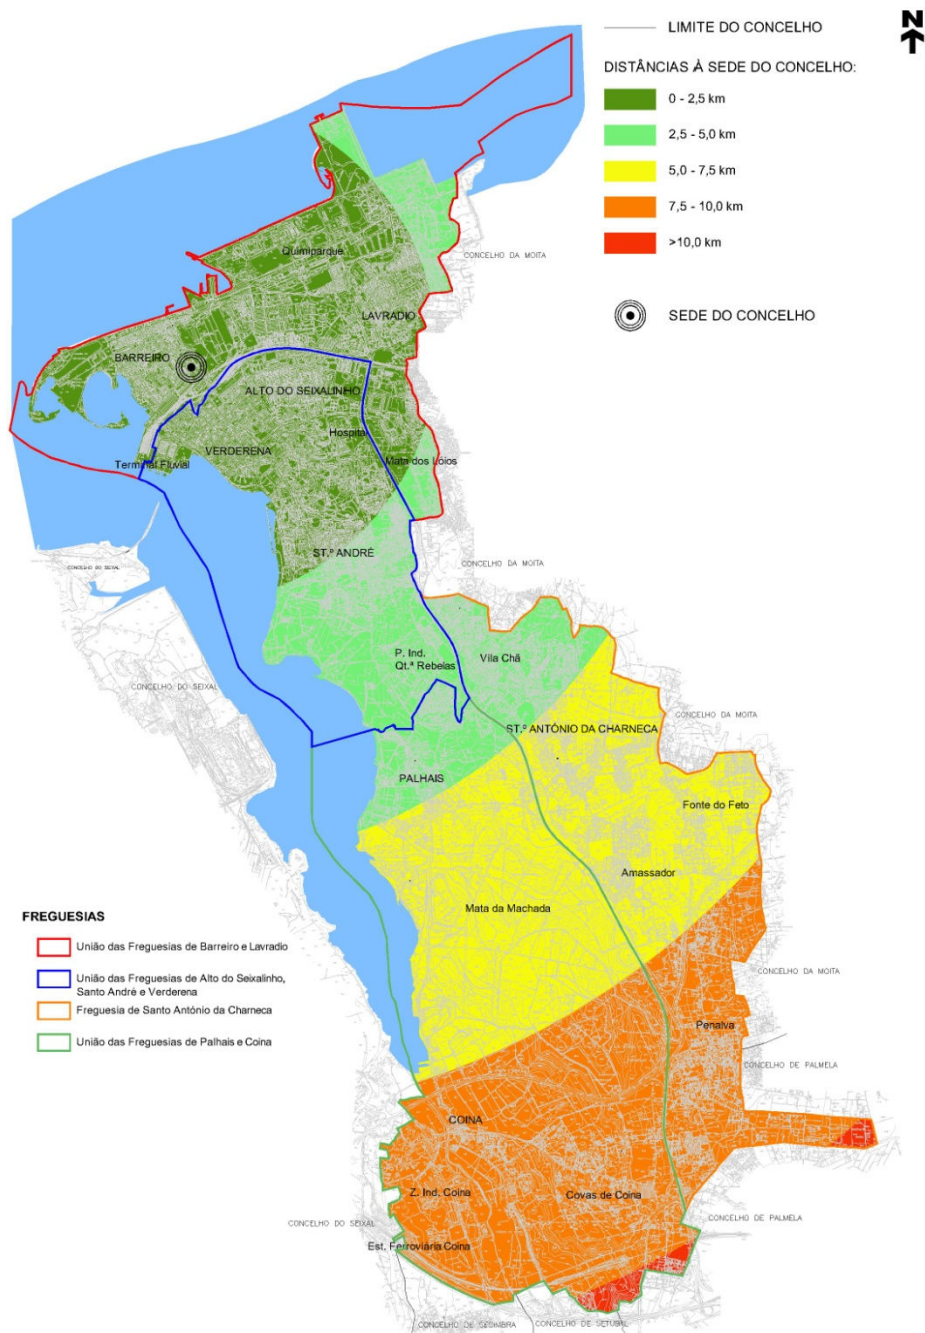 N
LIMITE DO CONCELHO
DISTÂNCIAS À SEDE DO CONCELHO:
0 - 2,5 km
2,5 - 5,0 km
5,0 - 7,5 km
7,5 - 10,0 km
>10,0 km
SEDE DO CONCELHO
Quimiparque
CONCELHO DA MOITA
LAVRADIO
BARREIRO
ALTO DO SEIXALINHO
Hospital
VERDERENA
Terminal Fluvial
Mata dos Lóios
ST.º ANDRÉ
CONCELHO DO SEIXAL
CONCELHO DA MOITA
P. Ind.
Qt.ª Rebelas
Vila Chã
CONCELHO DO SEIXAL
CONCELHO DA MOITA
ST.º ANTÓNIO DA CHARNECA
PALHAIS
Fonte do Feto
Amassador
Mata da Machada
FREGUESIAS
União das Freguesias de Barreiro e Lavradio
União das Freguesias de Alto do Seixalinho,
Santo André e Verderena
Freguesia de Santo António da Charneca
União das Freguesias de Palhais e Coina
CONCELHO DA MOITA
Penalva
CONCELHO DE PALMELA
COINA
Z. Ind. Coina
Covas de Coina
CONCELHO DO SEIXAL
CONCELHO DE PALMELA
Est. Ferroviária Coina
CONCELHO DE SESIMBRA
CONCELHO DE SETUBAL